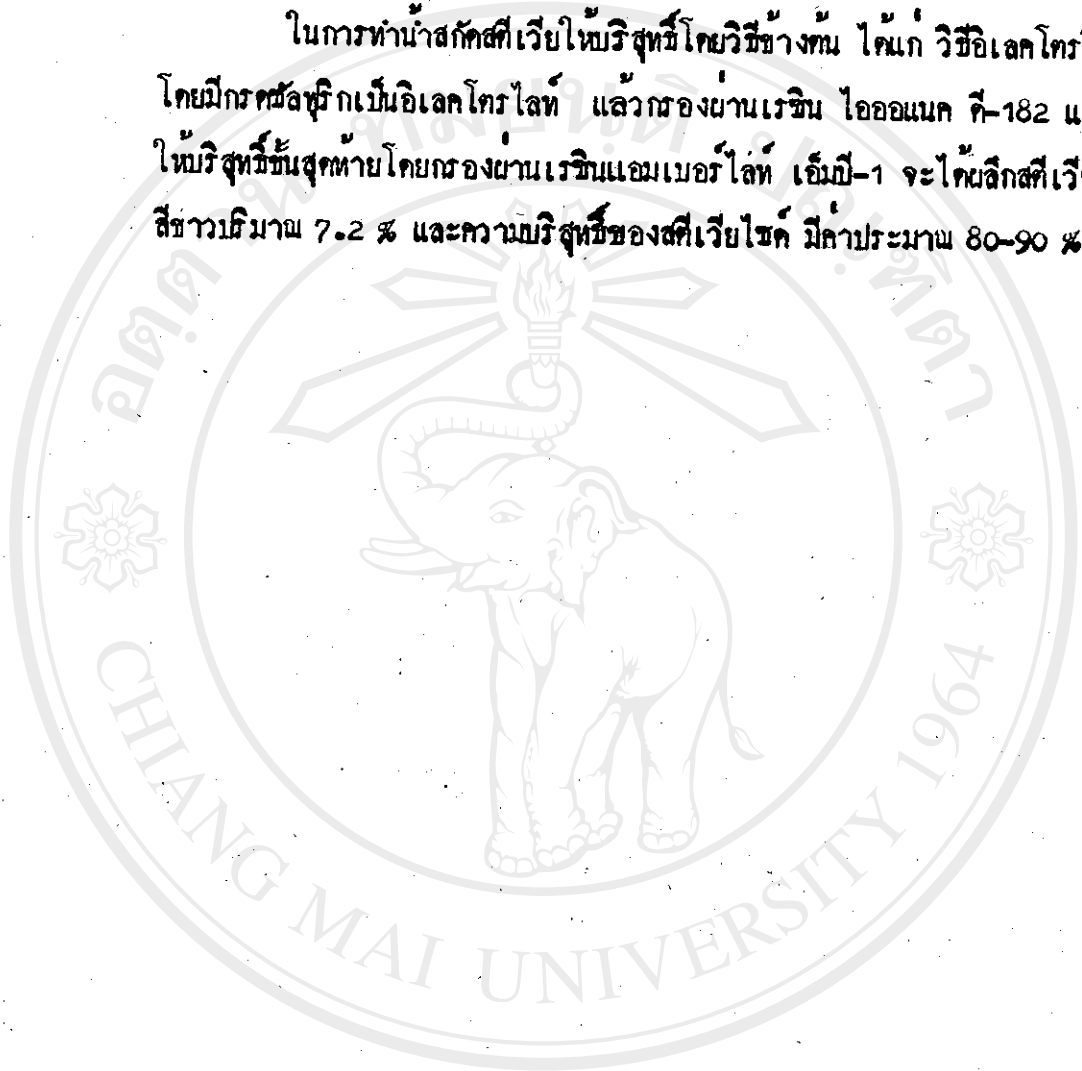 ในการทำน้ำสกัดสตีเวียให้บริสุทธิ์โดยวิธีข้างต้น ได้แก่ วิธีอิเลคโทร
โดยมีกรดซัลฟูริกเป็นอิเลคโทรไลท์ แล้วกรองผ่านเรซิน ไอออแนค ดี-182 แ
ให้บริสุทธิ์ขั้นสุดท้ายโดยกรองผ่านเรซินแอมเบอร์ไลท์ เอ็มบี-1 จะได้ผลึกสตีเวี
สีขาวปริมาณ 7.2 % และความบริสุทธิ์ของสตีเวียไซด์ มีค่าประมาณ 80-90 %
CHIANG MAI UNIVERSITY 1964